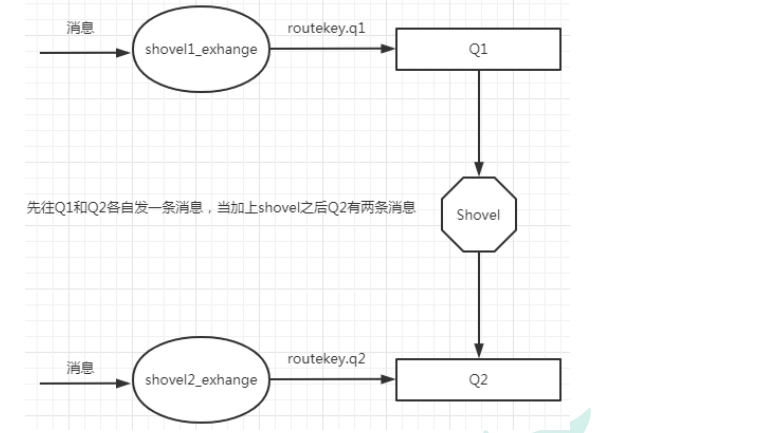 消息
shovel1_exhange
routekey.q1
Q1
先往Q1和Q2各自发一条消息，当加上shovel之后Q2有两条消息
Shovel
消息
shovel2_exhange
routekey.q2
Q2